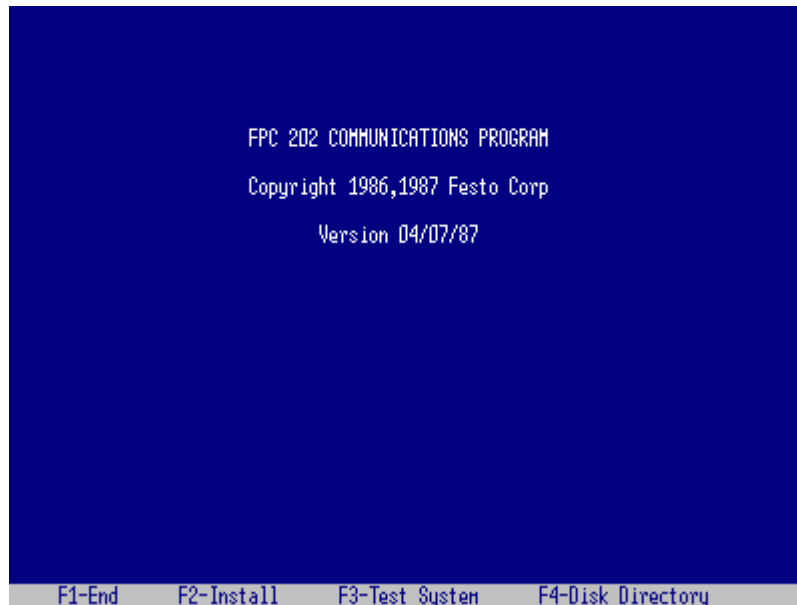 FPC 202 COMMUNICATIONS PROGRAM
Copyright 1986,1987 Festo Corp
Version 04/07/87
F1-End F2-Install F3-Test System F4-Disk Directory